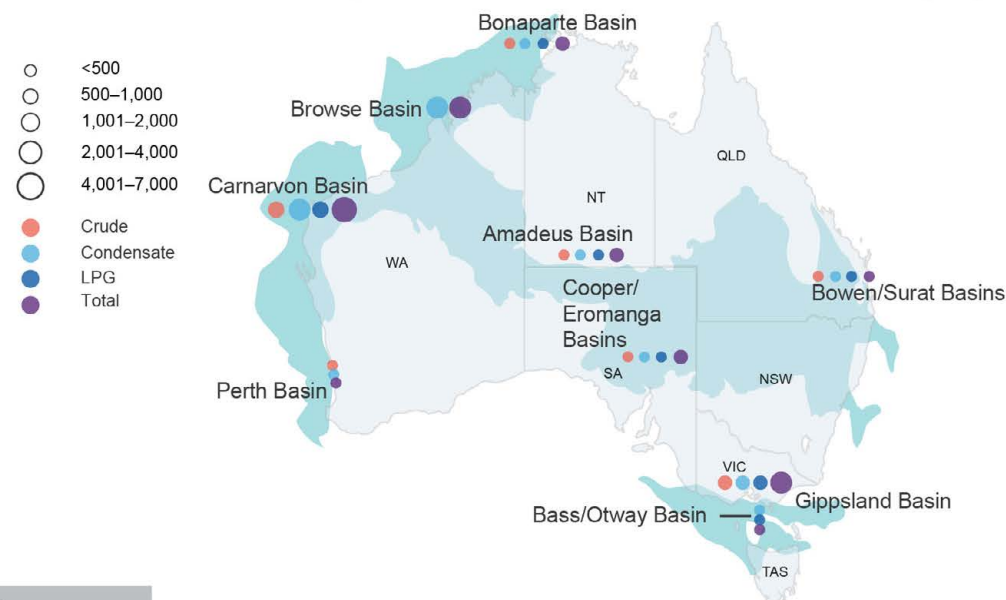 Bonaparte Basin
<500
500–1,000
1,001–2,000
2,001–4,000
4,001–7,000
Crude
Condensate
LPG
Total
Browse Basin
Carnarvon Basin
QLD
NT
Amadeus Basin
WA
Cooper/
Eromanga
Basins
Bowen/Surat Basins
SA
NSW
Perth Basin
VIC
Gippsland Basin
Bass/Otway Basin
TAS